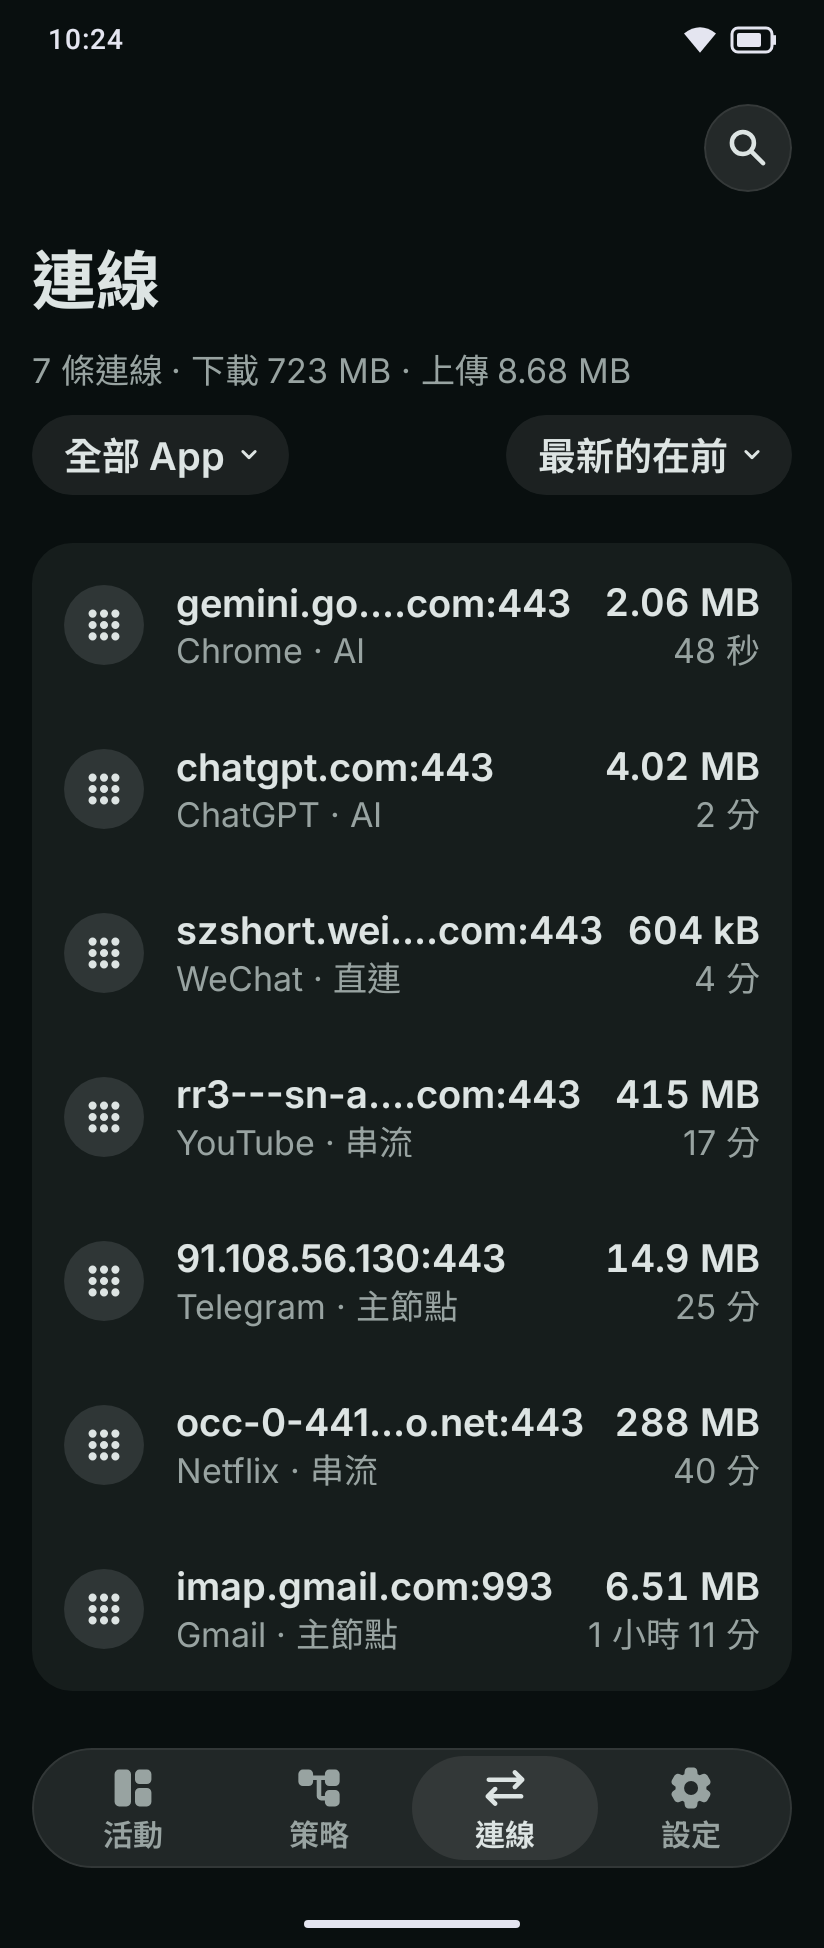 10:24
連線
7 條連線 · 下載 723 MB · 上傳 8.68 MB
全部 App
最新的在前
gemini.go....com:443 2.06 MB
Chrome · AI 48 秒
chatgpt.com:443 4.02 MB
ChatGPT · AI 2 分
szshort.wei....com:443 604 kB
WeChat · 直連 4 分
rr3---sn-a....com:443 415 MB
YouTube · 串流 17 分
91.108.56.130:443 14.9 MB
Telegram · 主節點 25 分
occ-0-441...o.net:443 288 MB
Netflix · 串流 40 分
imap.gmail.com:993 6.51 MB
Gmail · 主節點 1 小時 11 分
活動 策略 連線 設定